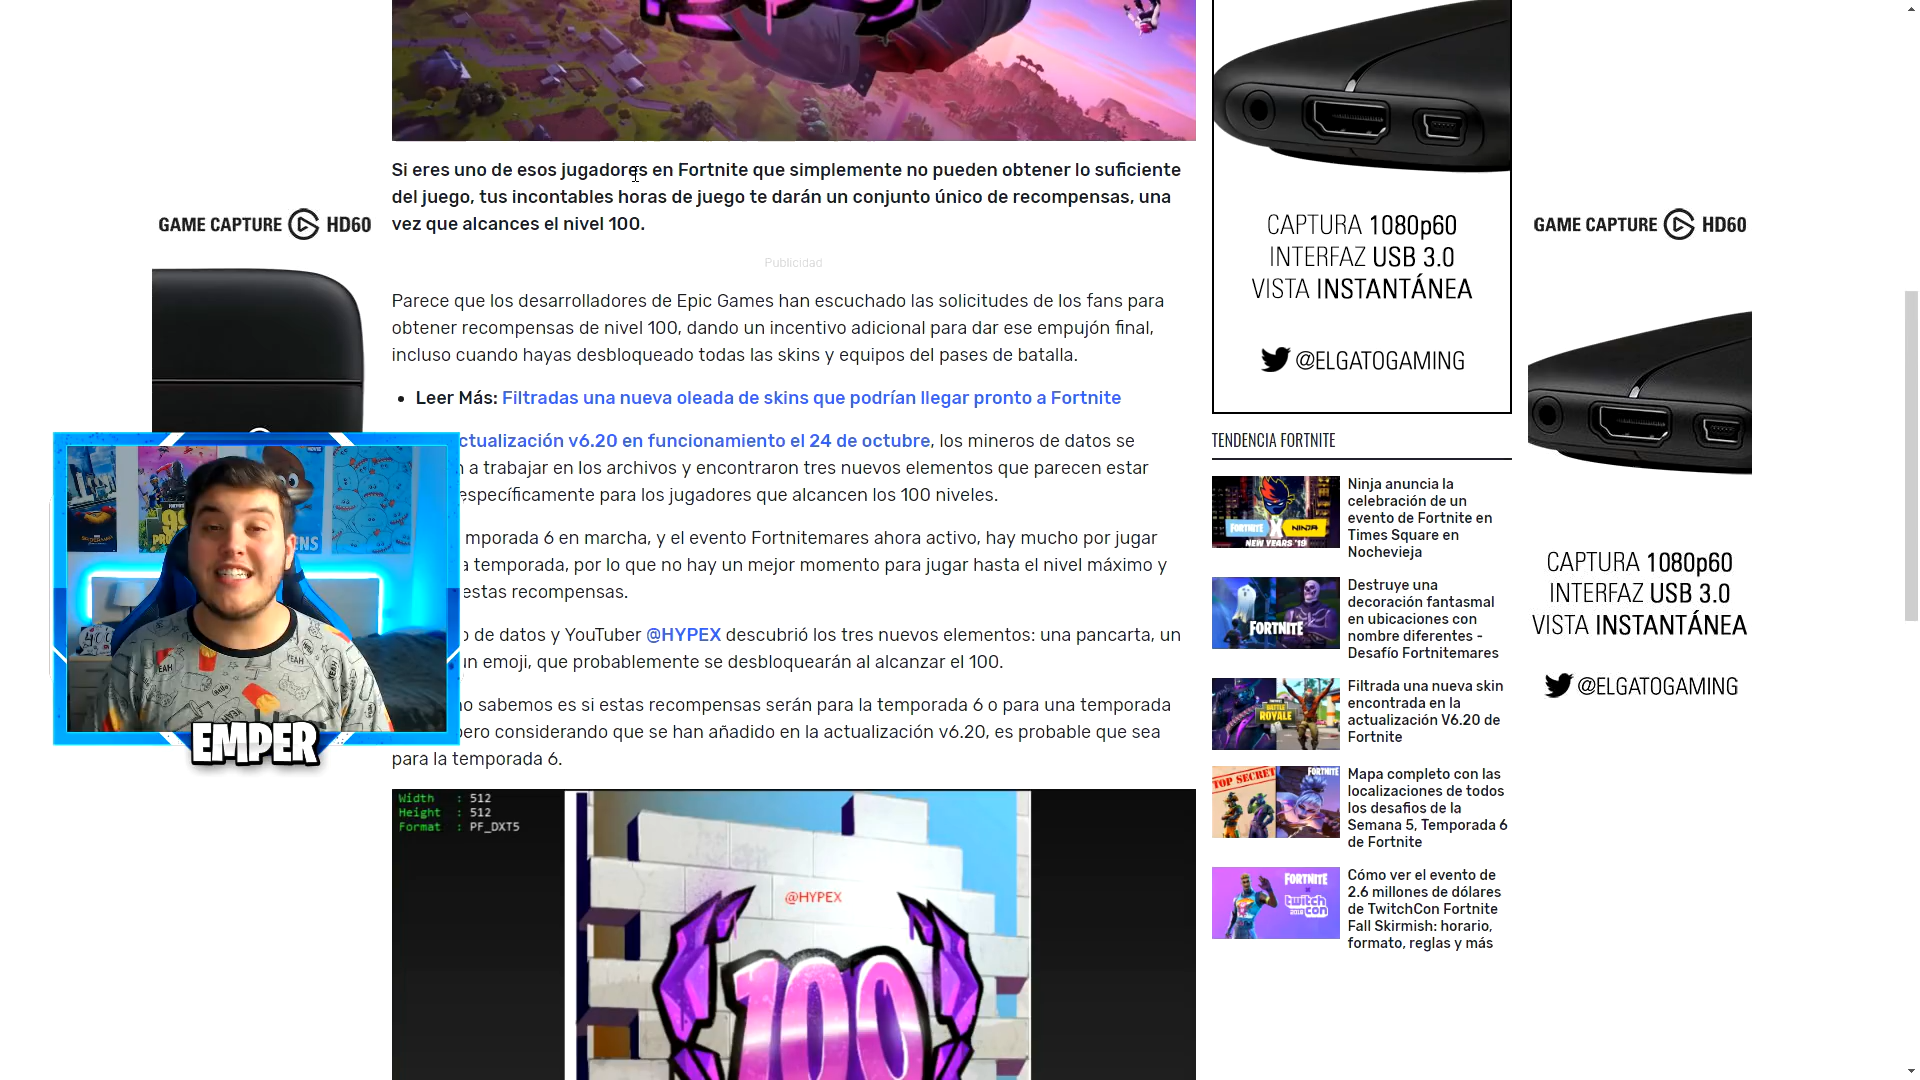 Si eres uno de esos jugadores en Fortnite que simplemente no pueden obtener lo suficiente
del juego, tus incontables horas de juego te darán un conjunto único de recompensas, una
vez que alcances el nivel 100.
Publicidad
Parece que los desarrolladores de Epic Games han escuchado las solicitudes de los fans para
obtener recompensas de nivel 100, dando un incentivo adicional para dar ese empujón final,
incluso cuando hayas desbloqueado todas las skins y equipos del pases de batalla.
Leer Más: Filtradas una nueva oleada de skins que podrían llegar pronto a Fortnite
ctualización v6.20 en funcionamiento el 24 de octubre, los mineros de datos se
a trabajar en los archivos y encontraron tres nuevos elementos que parecen estar
específicamente para los jugadores que alcancen los 100 niveles.
mporada 6 en marcha, y el evento Fortnitemares ahora activo, hay mucho por jugar
a temporada, por lo que no hay un mejor momento para jugar hasta el nivel máximo y
estas recompensas.
o de datos y YouTuber @HYPEX descubrió los tres nuevos elementos: una pancarta, un
un emoji, que probablemente se desbloquearán al alcanzar el 100.
no sabemos es si estas recompensas serán para la temporada 6 o para una temporada
pero considerando que se han añadido en la actualización v6.20, es probable que sea
para la temporada 6.
Width : 512
Height : 512
Format : PF_DXT5
@HYPEX
100
GAME CAPTURE HD60
EMPER
CAPTURA 1080p60
INTERFAZ USB 3.0
VISTA INSTANTÁNEA
@ELGATOGAMING
TENDENCIA FORTNITE
FORTNITE X NINJA
NEW YEARS '19
Ninja anuncia la
celebración de un
evento de Fortnite en
Times Square en
Nochevieja
FORTNITE
Destruye una
decoración fantasmal
en ubicaciones con
nombre diferentes -
Desafío Fortnitemares
BATTLE
ROYALE
Filtrada una nueva skin
encontrada en la
actualización V6.20 de
Fortnite
TOP SECRET
FORTNITE
Mapa completo con las
localizaciones de todos
los desafios de la
Semana 5, Temporada 6
de Fortnite
FORTNITE
x
twitch
con
Cómo ver el evento de
2.6 millones de dólares
de TwitchCon Fortnite
Fall Skirmish: horario,
formato, reglas y más
GAME CAPTURE HD60
CAPTURA 1080p60
INTERFAZ USB 3.0
VISTA INSTANTÁNEA
@ELGATOGAMING